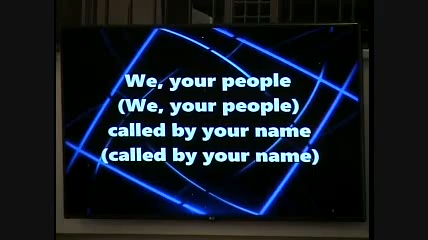 We, your people
(We, your people)
called by your name
(called by your name)